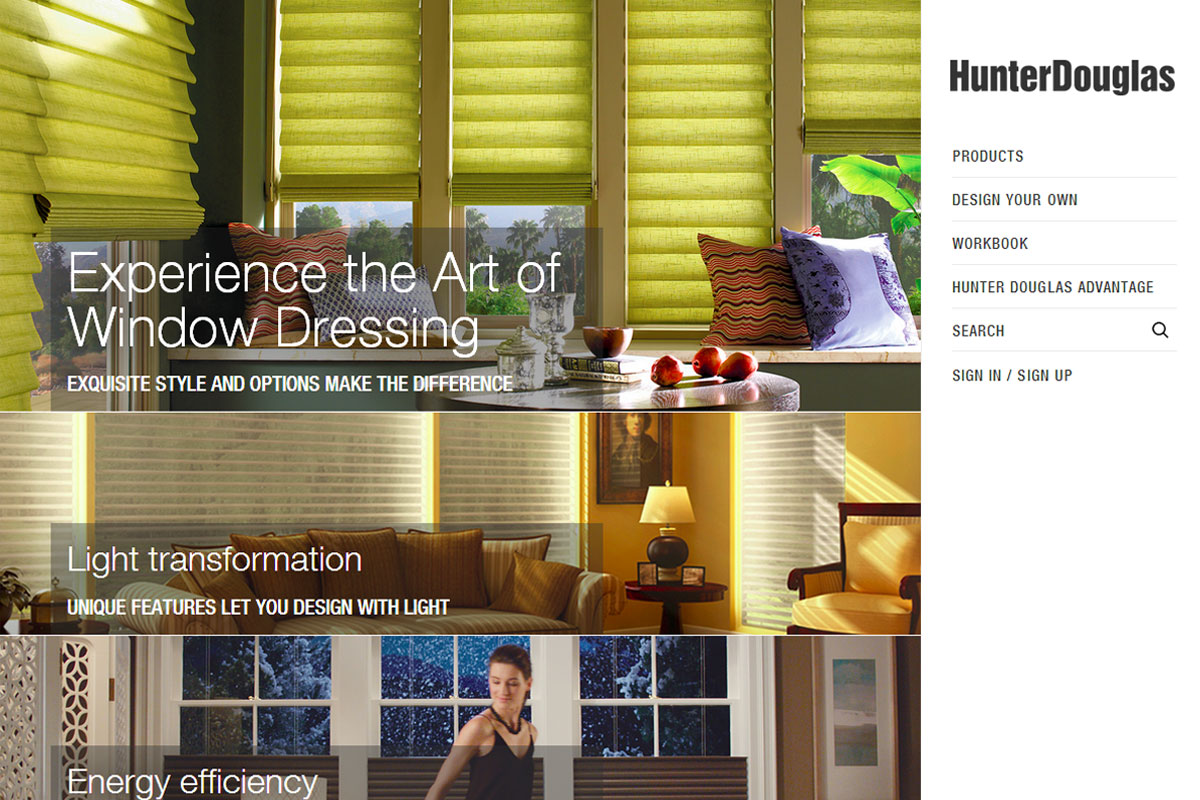 Experience the Art of
Window Dressing
EXQUISITE STYLE AND OPTIONS MAKE THE DIFFERENCE
Light transformation
UNIQUE FEATURES LET YOU DESIGN WITH LIGHT
Energy efficiency
HunterDouglas
PRODUCTS
DESIGN YOUR OWN
WORKBOOK
HUNTER DOUGLAS ADVANTAGE
SEARCH
SIGN IN / SIGN UP